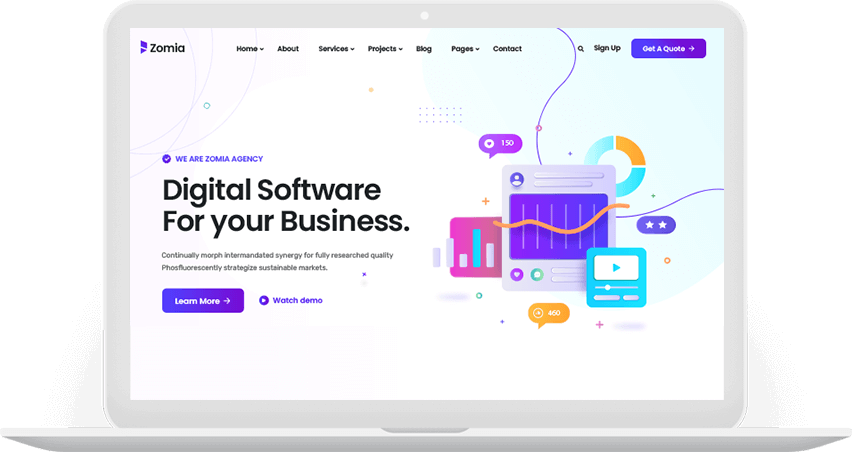 Zomia
Home
About
Services
Projects
Blog
Pages
Contact
Sign Up
Get A Quote
150
WE ARE ZOMIA AGENCY
Digital Software
For your Business.
Continually morph intermandated synergy for fully researched quality
Phosfluorescently strategize sustainable markets.
Learn More
Watch demo
460